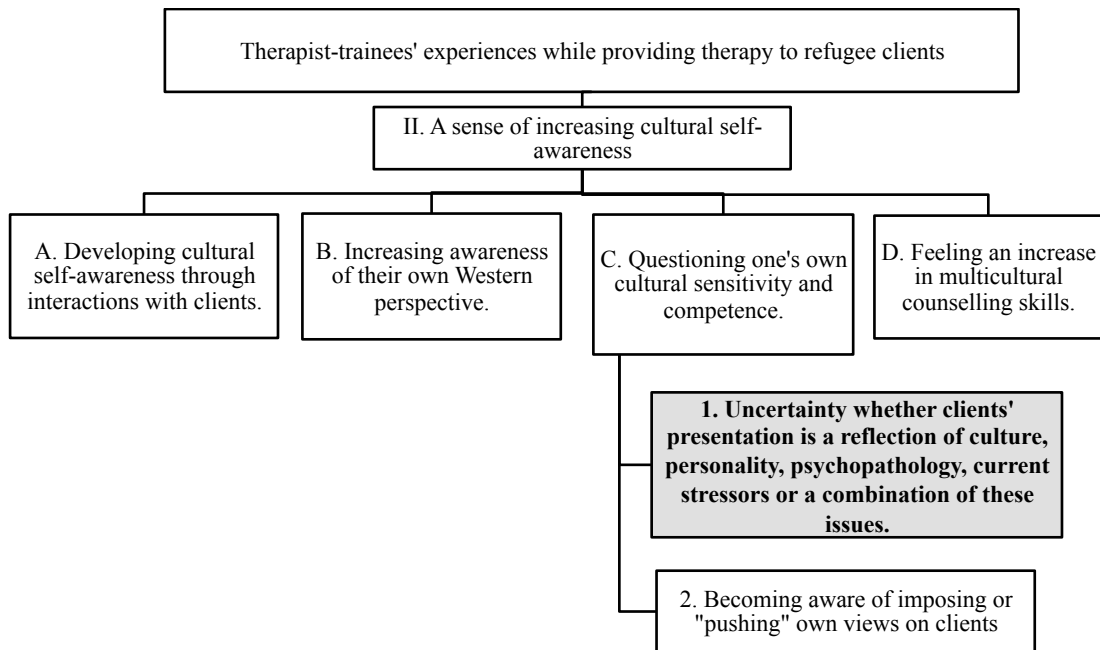 Therapist-trainees' experiences while providing therapy to refugee clients
II. A sense of increasing cultural self-
awareness
A. Developing cultural
self-awareness through
interactions with clients.
B. Increasing awareness
of their own Western
perspective.
C. Questioning one's own
cultural sensitivity and
competence.
D. Feeling an increase
in multicultural
counselling skills.
1. Uncertainty whether clients'
presentation is a reflection of culture,
personality, psychopathology, current
stressors or a combination of these
issues.
2. Becoming aware of imposing or
"pushing" own views on clients